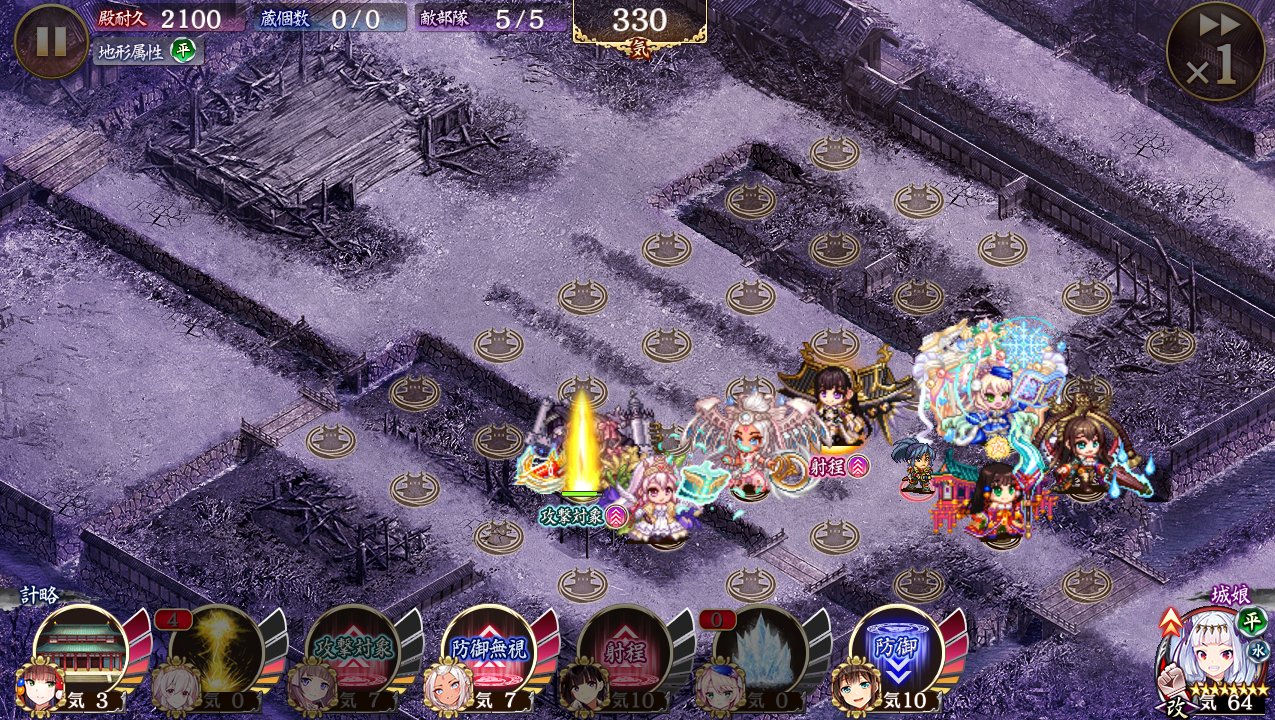 殿耐久 2100 蔵個数 0/0 敵部隊 5/5 330
気
×1
地形属性 平
射程
攻撃対象
計略
城娘
4 攻撃対象 防御無視 射程 0 防御
平
水
気 3 気 0 気 7 気 7 気10 気 0 気10 改 気 64